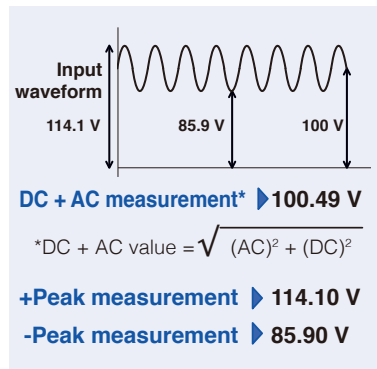 Input
waveform
114.1 V 85.9 V 100 V
DC + AC measurement* 100.49 V
*DC + AC value = √ (AC)² + (DC)²
+Peak measurement 114.10 V
-Peak measurement 85.90 V